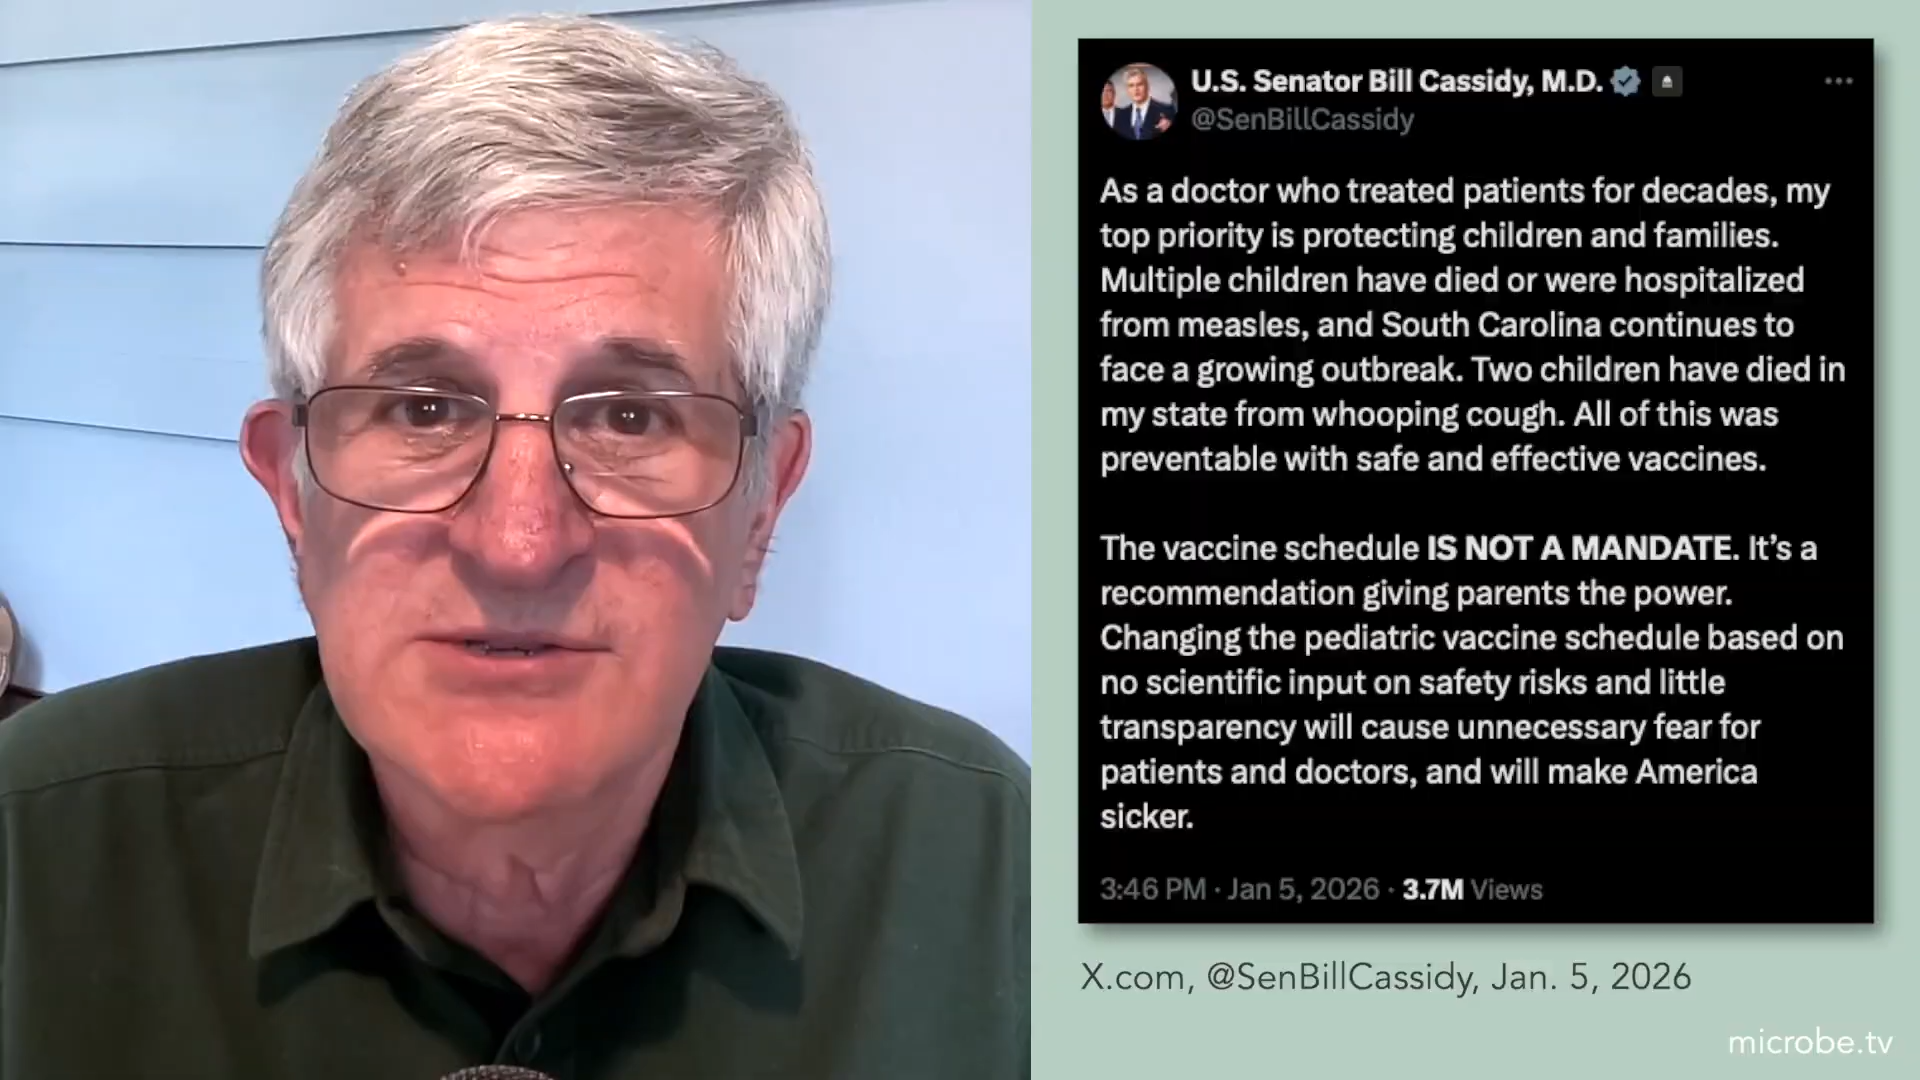 U.S. Senator Bill Cassidy, M.D.
@SenBillCassidy
As a doctor who treated patients for decades, my
top priority is protecting children and families.
Multiple children have died or were hospitalized
from measles, and South Carolina continues to
face a growing outbreak. Two children have died in
my state from whooping cough. All of this was
preventable with safe and effective vaccines.
The vaccine schedule IS NOT A MANDATE. It’s a
recommendation giving parents the power.
Changing the pediatric vaccine schedule based on
no scientific input on safety risks and little
transparency will cause unnecessary fear for
patients and doctors, and will make America
sicker.
3:46 PM · Jan 5, 2026 · 3.7M Views
X.com, @SenBillCassidy, Jan. 5, 2026
microbe.tv